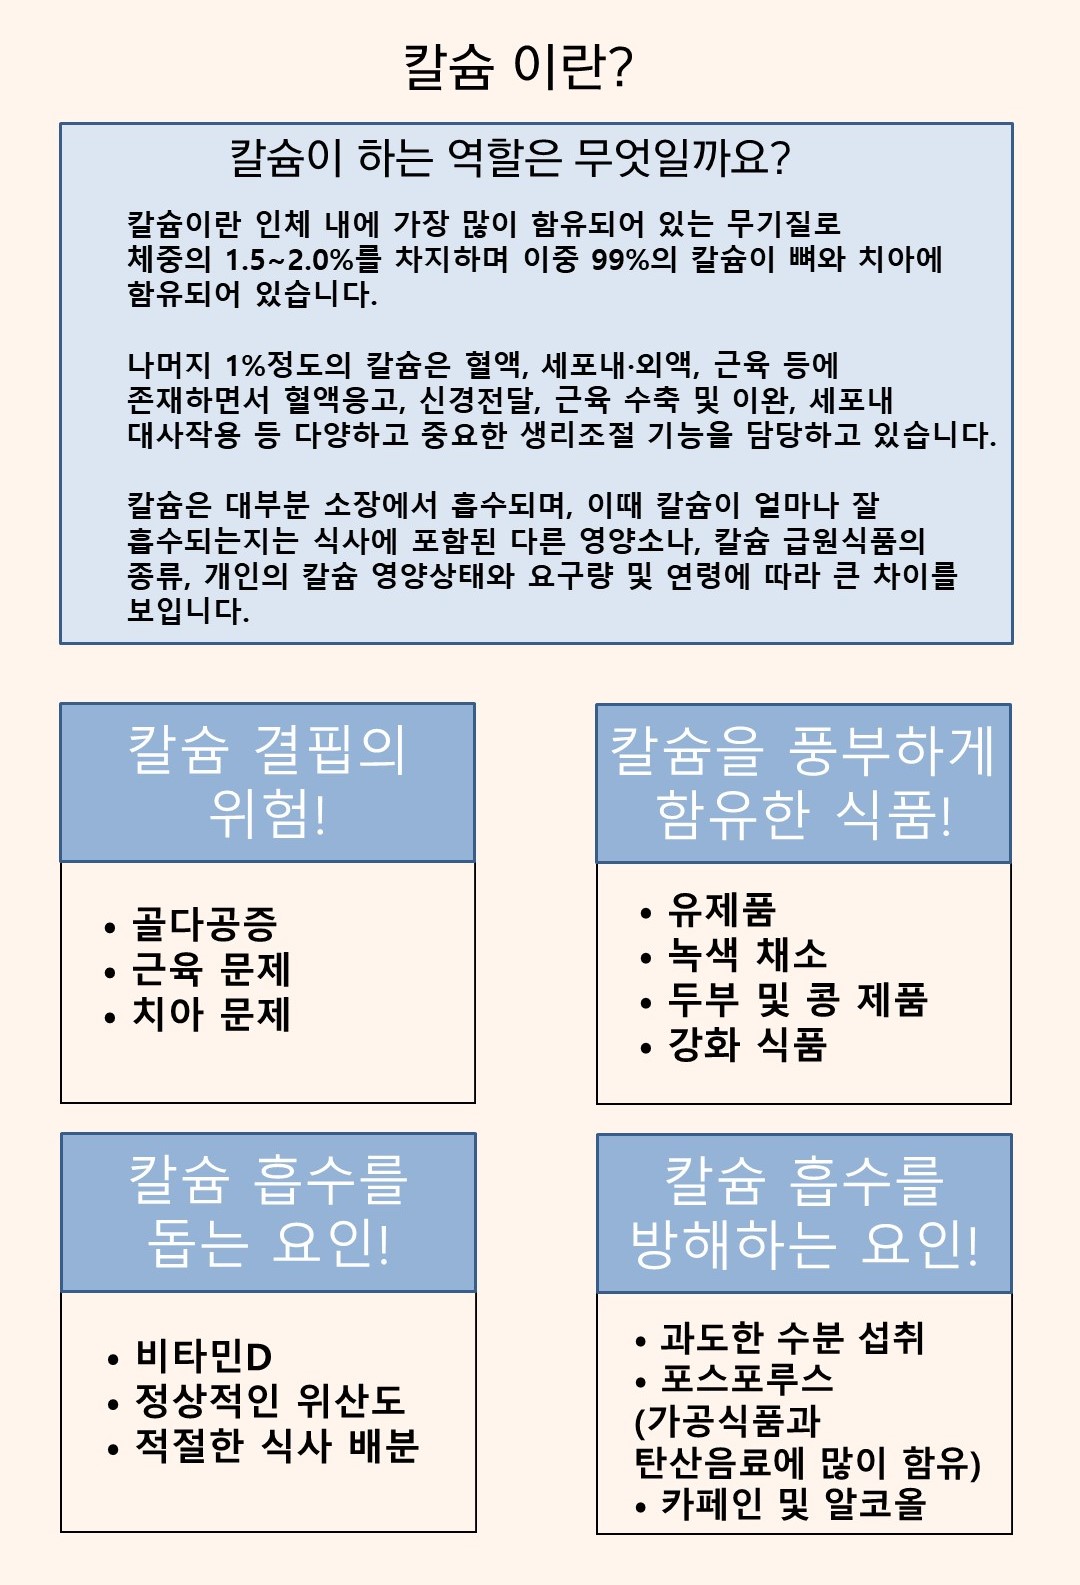 칼슘 이란?
칼슘이 하는 역할은 무엇일까요?
칼슘이란 인체 내에 가장 많이 함유되어 있는 무기질로
체중의 1.5~2.0%를 차지하며 이중 99%의 칼슘이 뼈와 치아에
함유되어 있습니다.
나머지 1%정도의 칼슘은 혈액, 세포내·외액, 근육 등에
존재하면서 혈액응고, 신경전달, 근육 수축 및 이완, 세포내
대사작용 등 다양하고 중요한 생리조절 기능을 담당하고 있습니다.
칼슘은 대부분 소장에서 흡수되며, 이때 칼슘이 얼마나 잘
흡수되는지는 식사에 포함된 다른 영양소나, 칼슘 급원식품의
종류, 개인의 칼슘 영양상태와 요구량 및 연령에 따라 큰 차이를
보입니다.
칼슘 결핍의
위험!
• 골다공증
• 근육 문제
• 치아 문제
칼슘을 풍부하게
함유한 식품!
• 유제품
• 녹색 채소
• 두부 및 콩 제품
• 강화 식품
칼슘 흡수를
돕는 요인!
• 비타민D
• 정상적인 위산도
• 적절한 식사 배분
칼슘 흡수를
방해하는 요인!
• 과도한 수분 섭취
• 포스포루스
(가공식품과
탄산음료에 많이 함유)
• 카페인 및 알코올